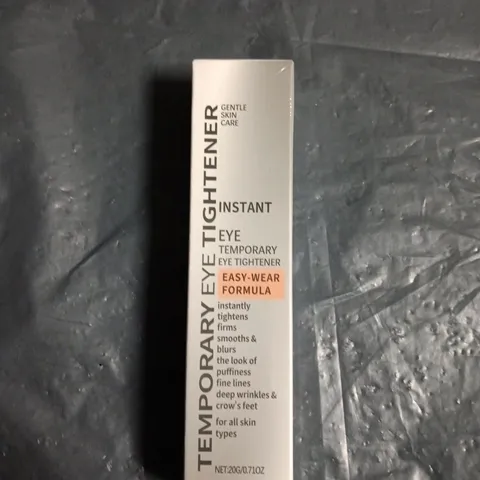 TEMPORARY EYE TIGHTENER
GENTLE
SKIN
CARE
INSTANT
EYE
TEMPORARY
EYE TIGHTENER
EASY-WEAR
FORMULA
instantly
tightens
firms
smooths &
blurs
the look of
puffiness
fine lines
deep wrinkles &
crow's feet
for all skin
types
NET:20G/0.71OZ